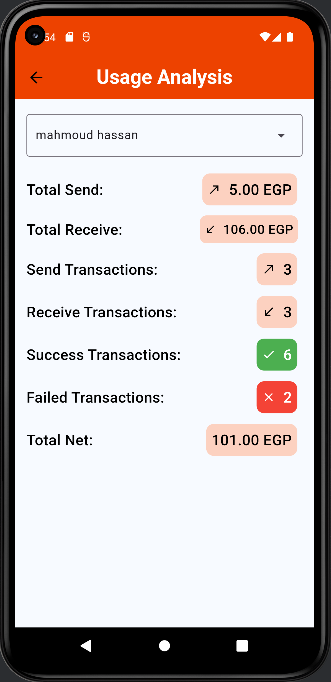 54
Usage Analysis
mahmoud hassan
Total Send: 5.00 EGP
Total Receive: 106.00 EGP
Send Transactions: 3
Receive Transactions: 3
Success Transactions: 6
Failed Transactions: 2
Total Net: 101.00 EGP